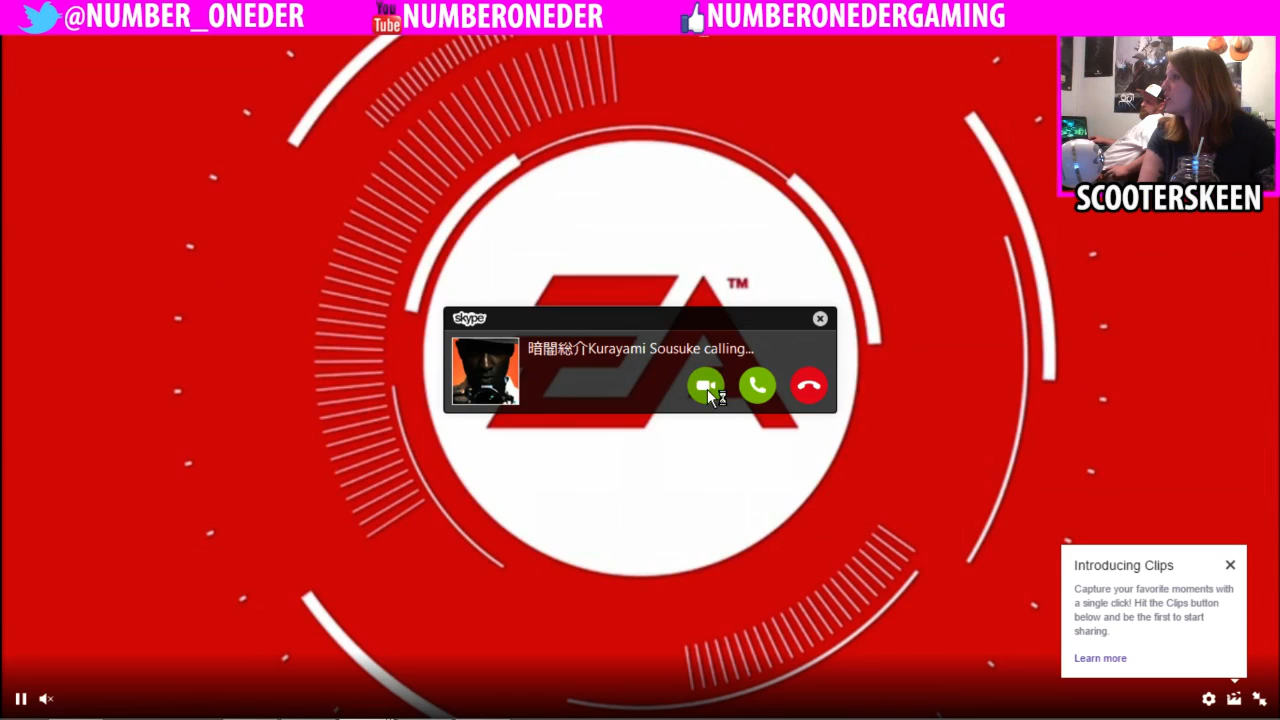 @NUMBER_ONEDER
You Tube NUMBERONEDER
NUMBERONEDERGAMING
SCOOTERSKEEN
EA™
skype
暗闇総介Kurayami Sousuke calling...
Introducing Clips
Capture your favorite moments with
a single click! Hit the Clips button
below and be the first to start
sharing.
Learn more